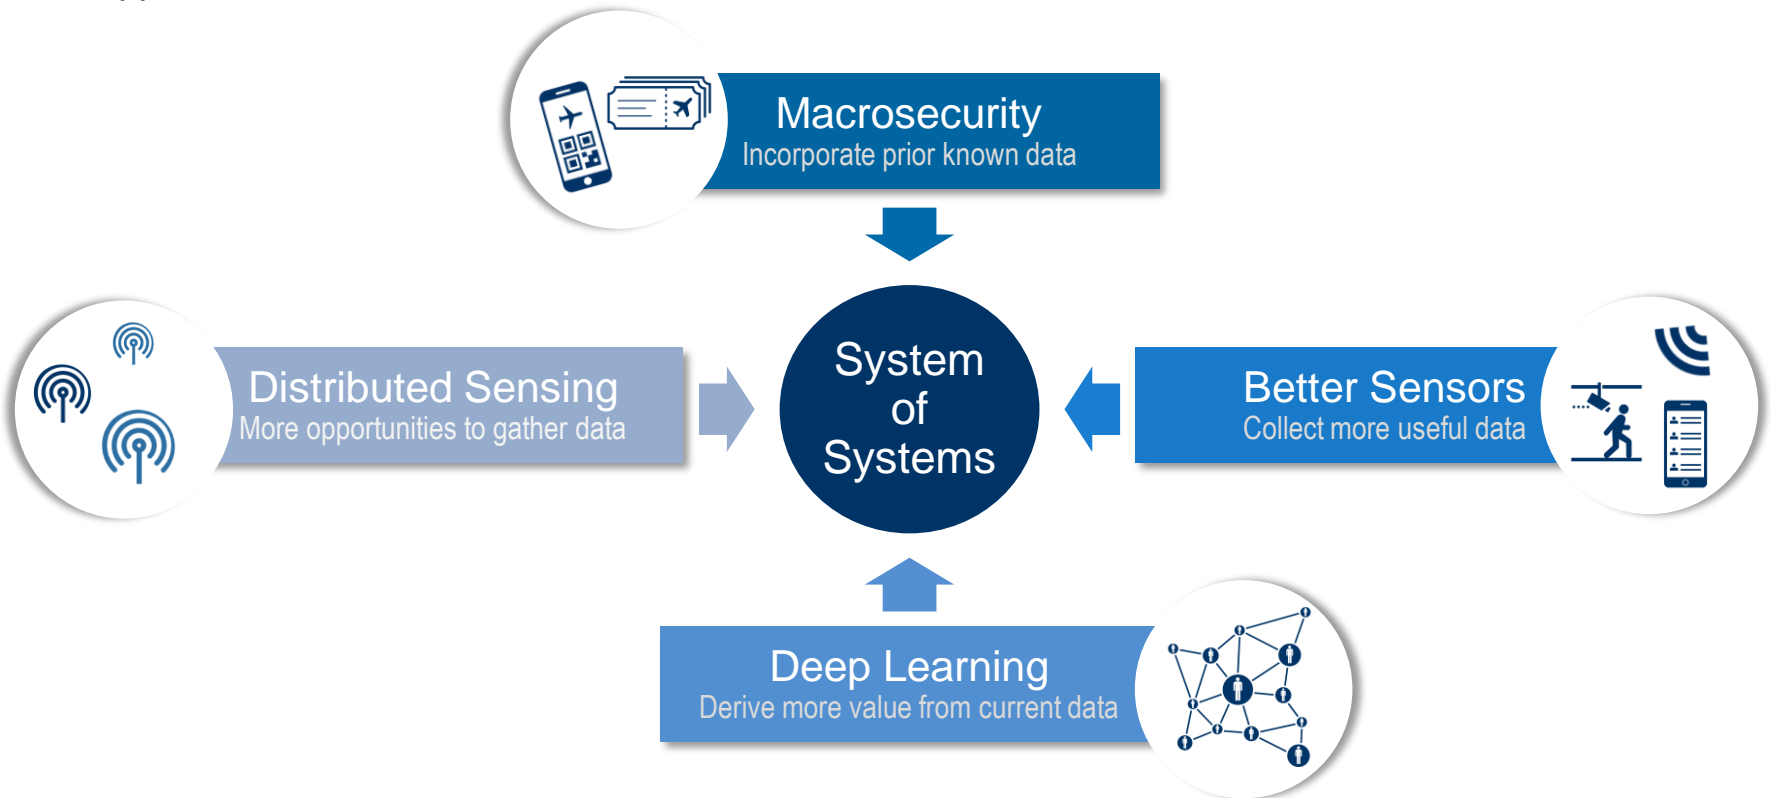 Macrosecurity
Incorporate prior known data
Distributed Sensing
More opportunities to gather data
System
of
Systems
Better Sensors
Collect more useful data
Deep Learning
Derive more value from current data